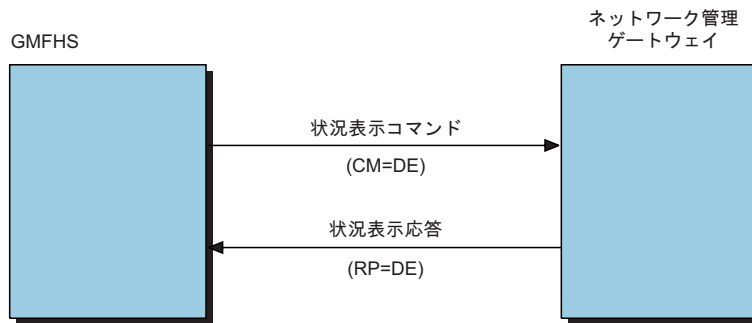 GMFHS
ネットワーク管理
ゲートウェイ
状況表示コマンド
(CM=DE)
状況表示応答
(RP=DE)